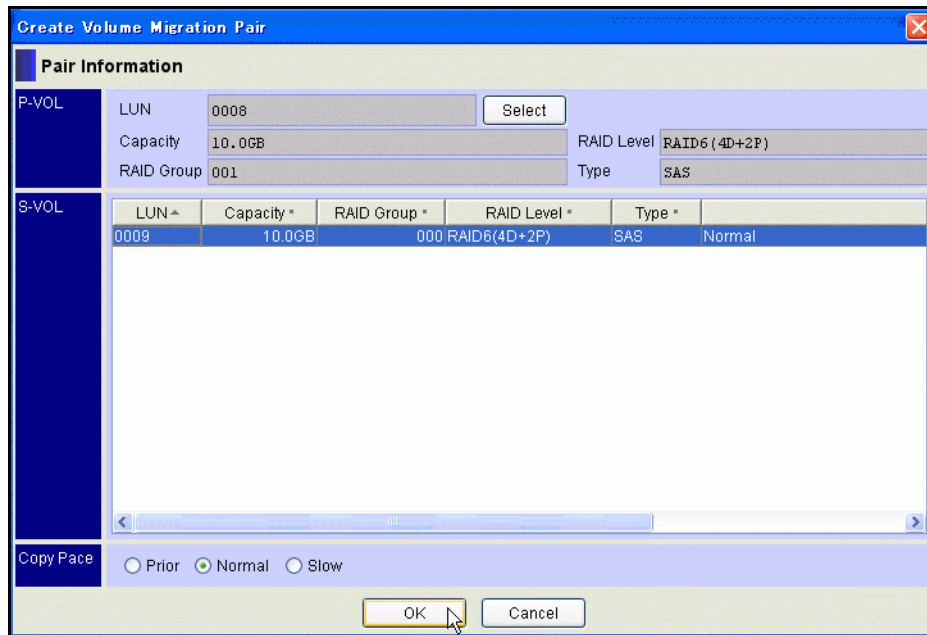 Create Volume Migration Pair
Pair Information
P-VOL
LUN 0008 Select
Capacity 10.0GB RAID Level RAID6(4D+2P)
RAID Group 001 Type SAS
S-VOL
LUN Capacity RAID Group RAID Level Type
0009 10.0GB 000 RAID6(4D+2P) SAS Normal
Copy Pace
Prior Normal Slow
OK Cancel